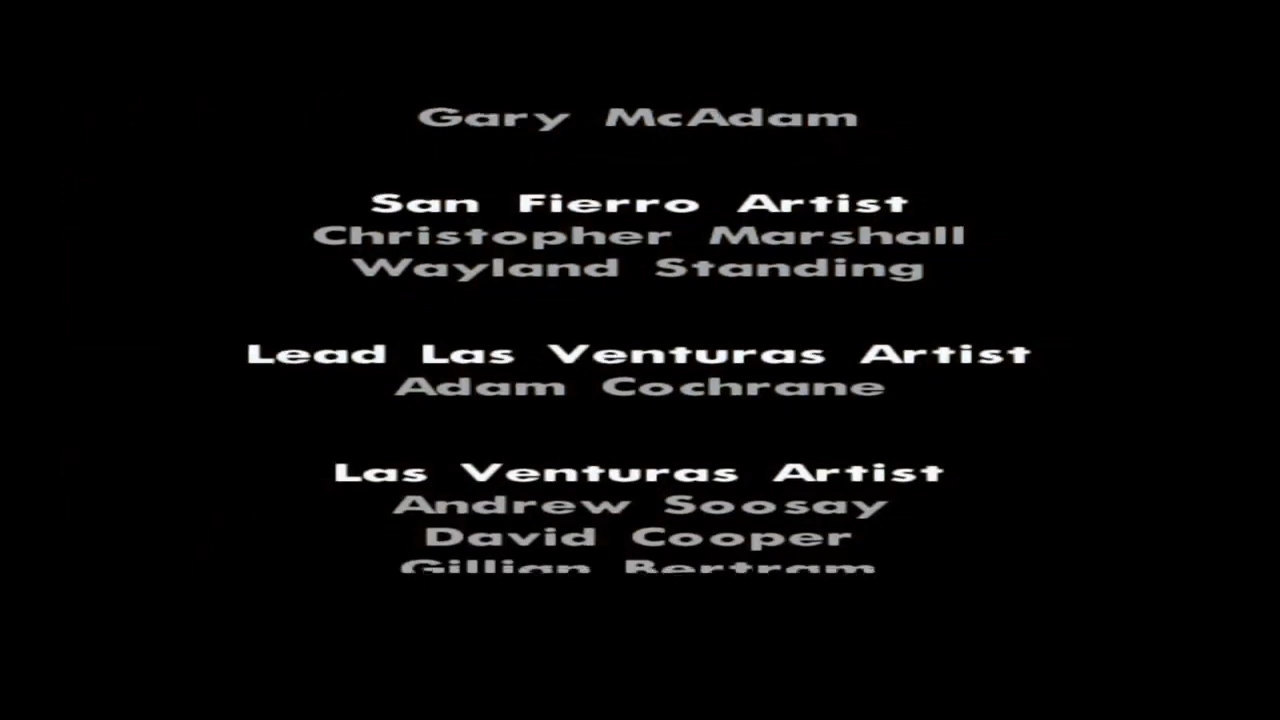 Gary McAdam
San Fierro Artist
Christopher Marshall
Wayland Standing
Lead Las Venturas Artist
Adam Cochrane
Las Venturas Artist
Andrew Soosay
David Cooper
Gillian Bertram